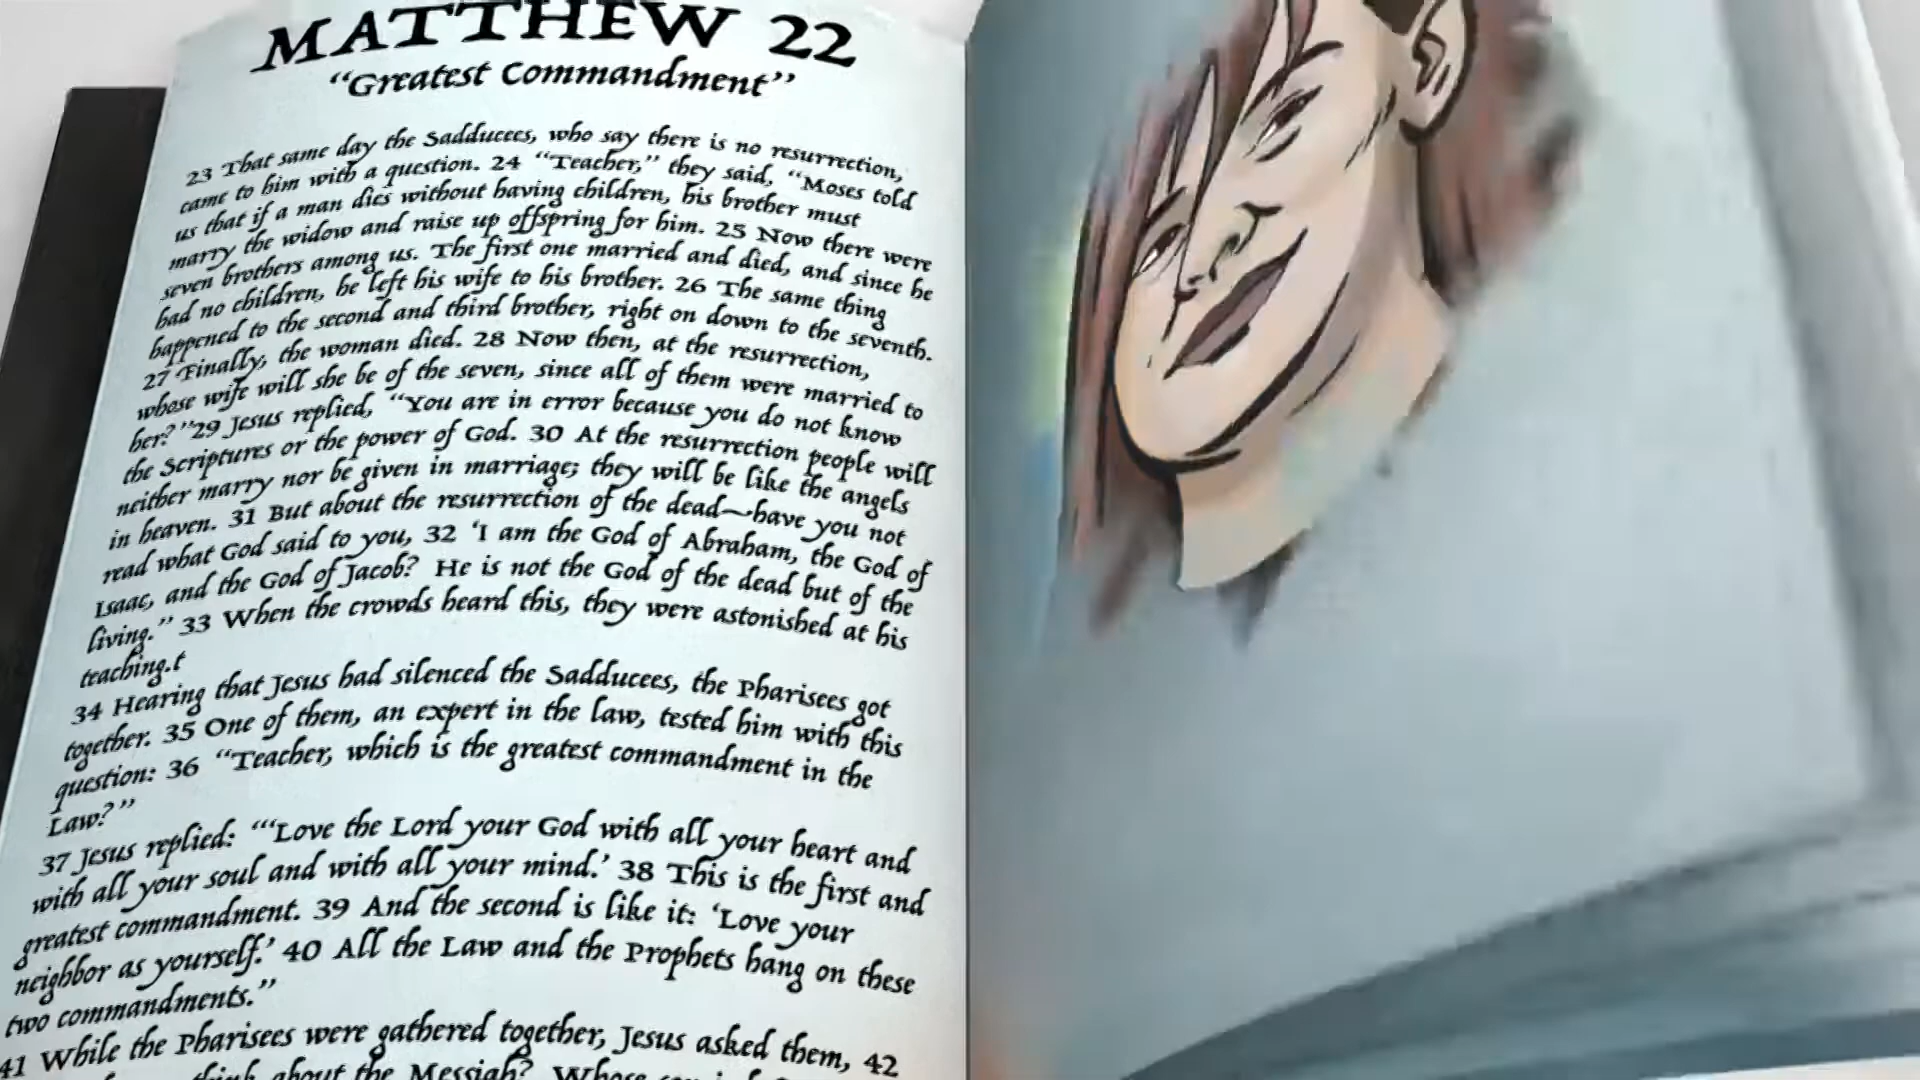 MATTHEW 22
“Greatest Commandment”
23 That same day the Sadducees, who say there is no resurrection,
came to him with a question. 24 “Teacher,” they said, “Moses told
us that if a man dies without having children, his brother must
marry the widow and raise up offspring for him. 25 Now there were
seven brothers among us. The first one married and died, and since he
had no children, he left his wife to his brother. 26 The same thing
happened to the second and third brother, right on down to the seventh.
27 Finally, the woman died. 28 Now then, at the resurrection,
whose wife will she be of the seven, since all of them were married to
her?”29 Jesus replied, “You are in error because you do not know
the Scriptures or the power of God. 30 At the resurrection people will
neither marry nor be given in marriage; they will be like the angels
in heaven. 31 But about the resurrection of the dead—have you not
read what God said to you, 32 ‘I am the God of Abraham, the God of
Isaac, and the God of Jacob? He is not the God of the dead but of the
living.” 33 When the crowds heard this, they were astonished at his
teaching.t
34 Hearing that Jesus had silenced the Sadducees, the Pharisees got
together. 35 One of them, an expert in the law, tested him with this
question: 36 “Teacher, which is the greatest commandment in the
Law?”
37 Jesus replied: “‘Love the Lord your God with all your heart and
with all your soul and with all your mind.’ 38 This is the first and
greatest commandment. 39 And the second is like it: ‘Love your
neighbor as yourself.’ 40 All the Law and the Prophets hang on these
two commandments.”
41 While the Pharisees were gathered together, Jesus asked them, 42
think about the Messiah? Whose son